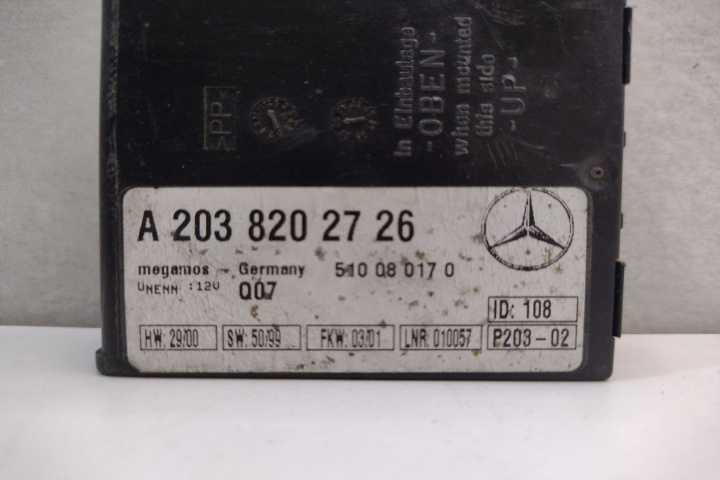 >PP<
In Einbaulage
-OBEN-
when mounted
this side
-UP-
A 203 820 27 26
megamos - Germany 510 08 017 0
UNENN :12V Q07
ID: 108
HW: 29/00 SW: 50/99 FKW: 03/01 LNR: 010057 P203-02